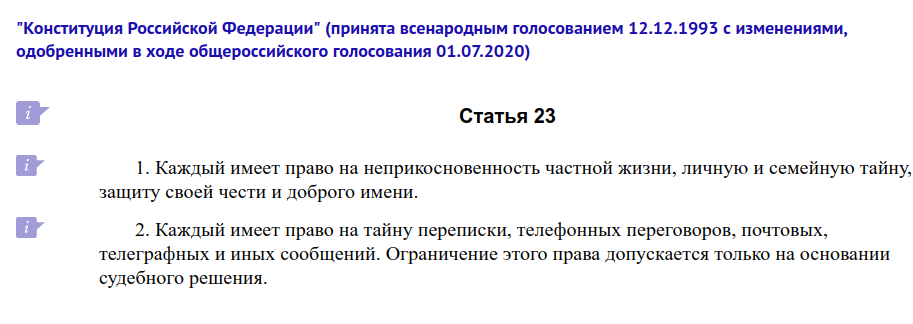 "Конституция Российской Федерации" (принята всенародным голосованием 12.12.1993 с изменениями,
одобренными в ходе общероссийского голосования 01.07.2020)
i
Статья 23
i
1. Каждый имеет право на неприкосновенность частной жизни, личную и семейную тайну,
защиту своей чести и доброго имени.
i
2. Каждый имеет право на тайну переписки, телефонных переговоров, почтовых,
телеграфных и иных сообщений. Ограничение этого права допускается только на основании
судебного решения.